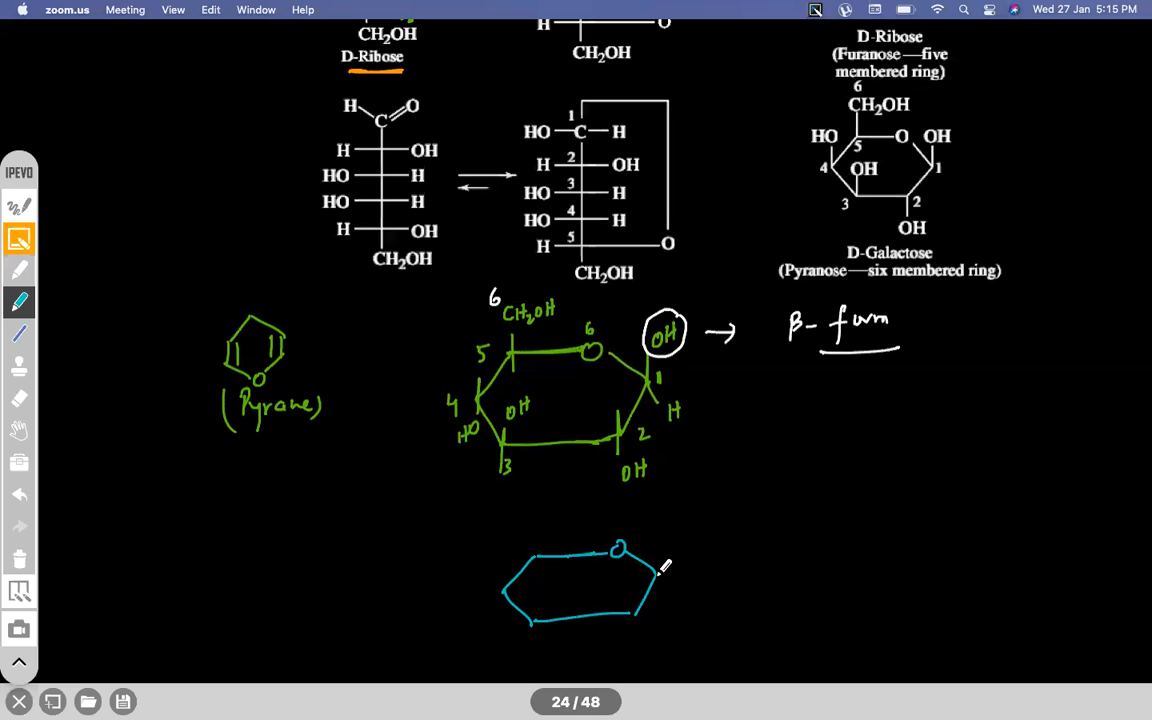 zoom.us Meeting View Edit Window Help Wed 27 Jan 5:15 PM
CH₂OH
D-Ribose
O
CH₂OH
D-Ribose
(Furanose—five
membered ring)
H O
C
H OH
HO H
HO H
H OH
CH₂OH
1
HO C H
H 2 OH
HO 3 H
HO 4 H
H 5 O
CH₂OH
6
CH₂OH
HO O OH
5
4 OH 1
3 2
OH
D-Galactose
(Pyranose—six membered ring)
O
(Pyrane)
6
CH₂OH
6
5 O OH → β- form
1
4 OH H
HO 2
3 OH
O
IPEVO
24 / 48